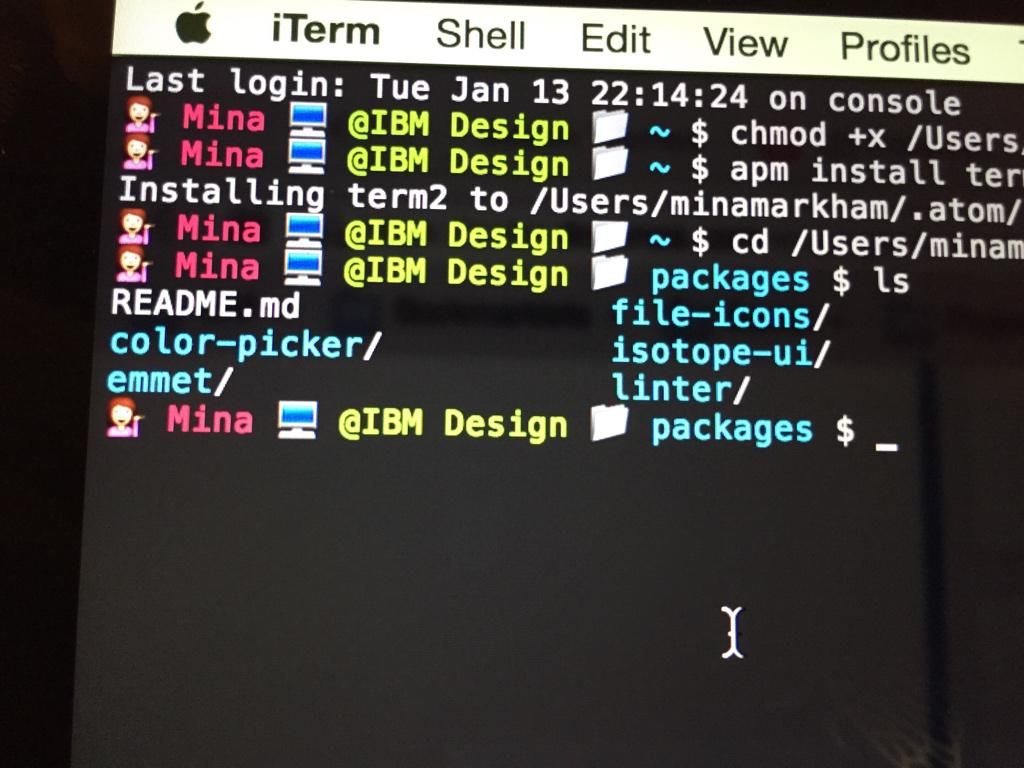 iTerm Shell Edit View Profiles
Last login: Tue Jan 13 22:14:24 on console
Mina @IBM Design ~ $ chmod +x /Users/
Mina @IBM Design ~ $ apm install ter
Installing term2 to /Users/minamarkham/.atom/
Mina @IBM Design ~ $ cd /Users/minam
Mina @IBM Design packages $ ls
README.md file-icons/
color-picker/ isotope-ui/
emmet/ linter/
Mina @IBM Design packages $ _